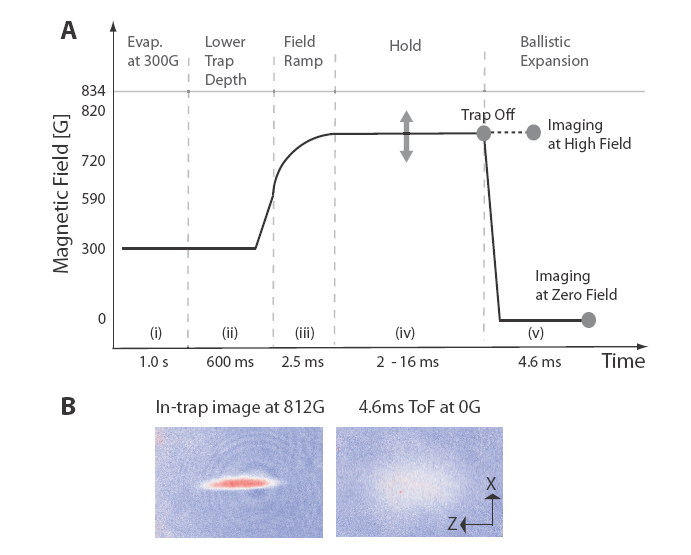 A
Evap.
at 300G
Lower
Trap
Depth
Field
Ramp
Hold
Ballistic
Expansion
Magnetic Field [G]
834
820
720
590
300
0
Trap Off
Imaging
at High Field
Imaging
at Zero Field
(i)
(ii)
(iii)
(iv)
(v)
1.0 s
600 ms
2.5 ms
2 - 16 ms
4.6 ms
Time
B
In-trap image at 812G
4.6ms ToF at 0G
X
Z